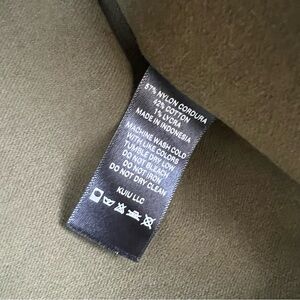 57% NYLON CORDURA
42% COTTON
1% LYCRA
MADE IN INDONESIA
MACHINE WASH COLD
WITH LIKE COLORS
TUMBLE DRY LOW
DO NOT BLEACH
DO NOT IRON
DO NOT DRY CLEAN
KUIU LLC